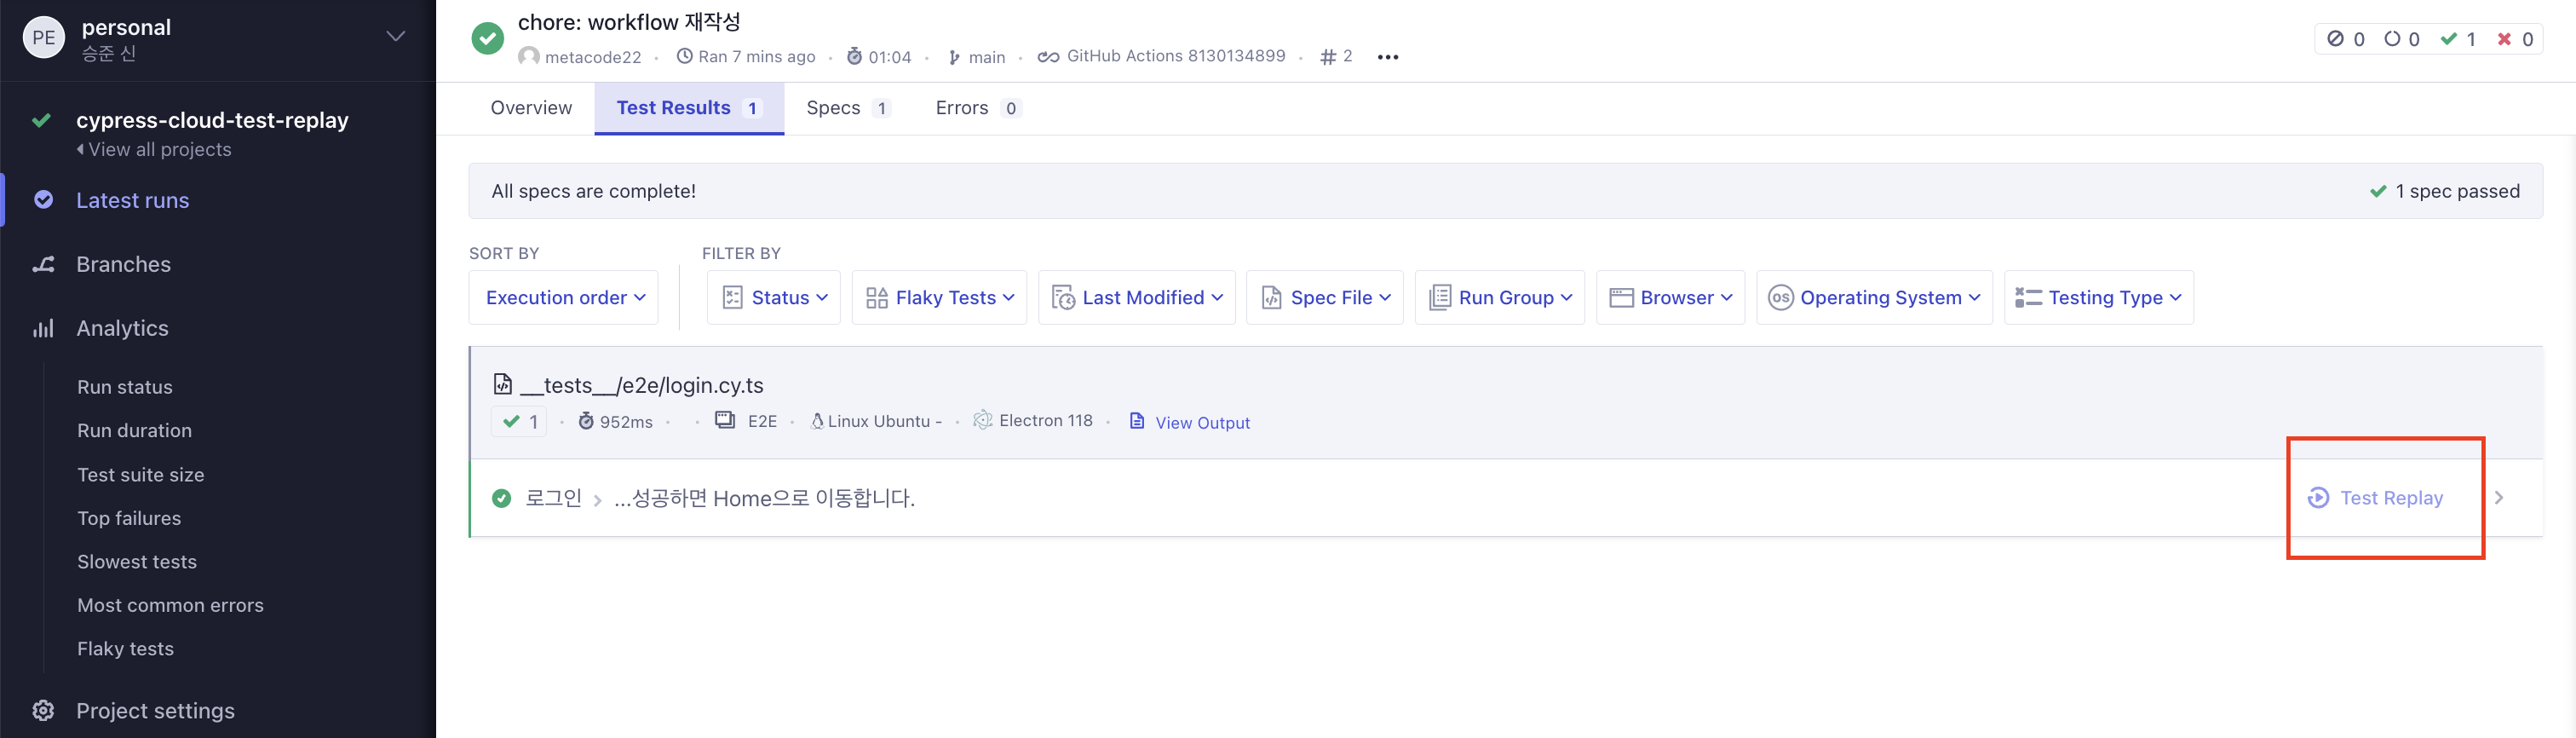 PE personal
승준 신
cypress-cloud-test-replay
View all projects
Latest runs
Branches
Analytics
Run status
Run duration
Test suite size
Top failures
Slowest tests
Most common errors
Flaky tests
Project settings
chore: workflow 재작성
metacode22 · Ran 7 mins ago · 01:04 · main · GitHub Actions 8130134899 · # 2 •••
0 0 1 0
Overview Test Results 1 Specs 1 Errors 0
All specs are complete! 1 spec passed
SORT BY FILTER BY
Execution order Status Flaky Tests Last Modified Spec File Run Group Browser OS Operating System Testing Type
__tests__/e2e/login.cy.ts
1 · 952ms · · E2E · Linux Ubuntu - · Electron 118 · View Output
로그인 > ...성공하면 Home으로 이동합니다. Test Replay >